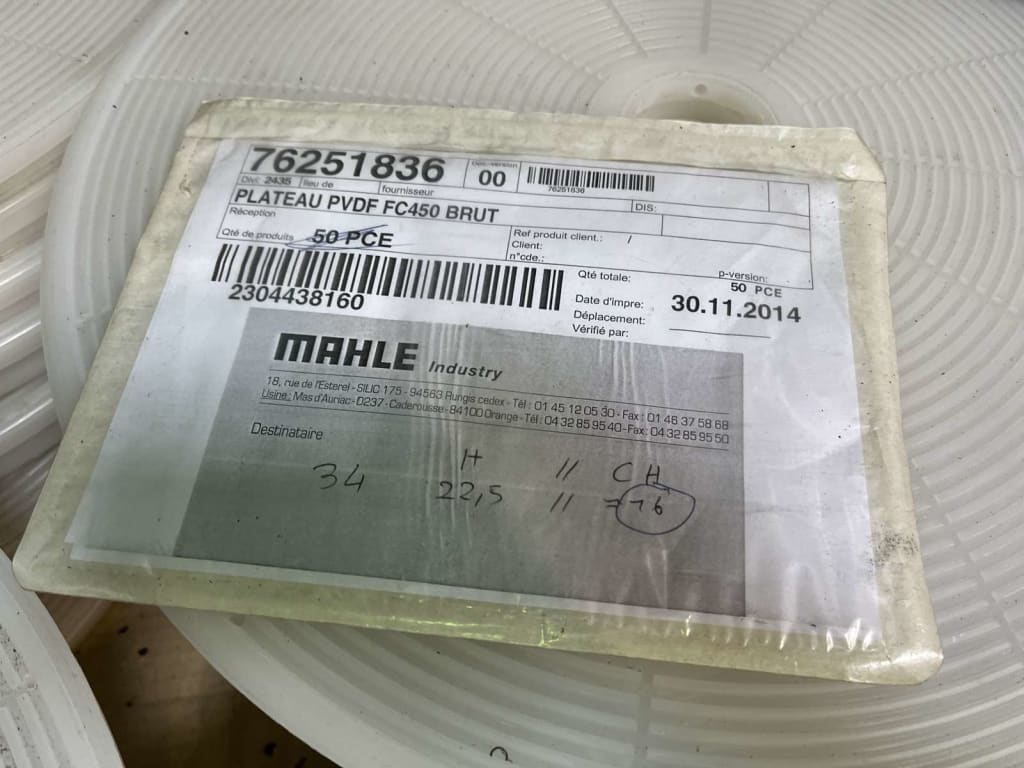 76251836
00
76251836
Div: 2435 lieu de
fournisseur
DIS:
PLATEAU PVDF FC450 BRUT
Réception
Qté de produits 50 PCE
Ref produit client.: /
Client:
n°cde.:
2304438160
Qté totale:
p-version:
50 PCE
Date d'impre: 30.11.2014
Déplacement:
Vérifié par:
MAHLE Industry
18, rue de l'Esterel - SILIC 175 - 94563 Rungis cedex - Tél : 01 45 12 05 30 - Fax : 01 46 37 58 68
Usine : Mas d'Auriac - D237 - Caderousse - 84100 Orange - Tél : 04 32 85 95 40 - Fax : 04 32 85 95 50
Destinataire
H // CH
34 22,5 // = 16